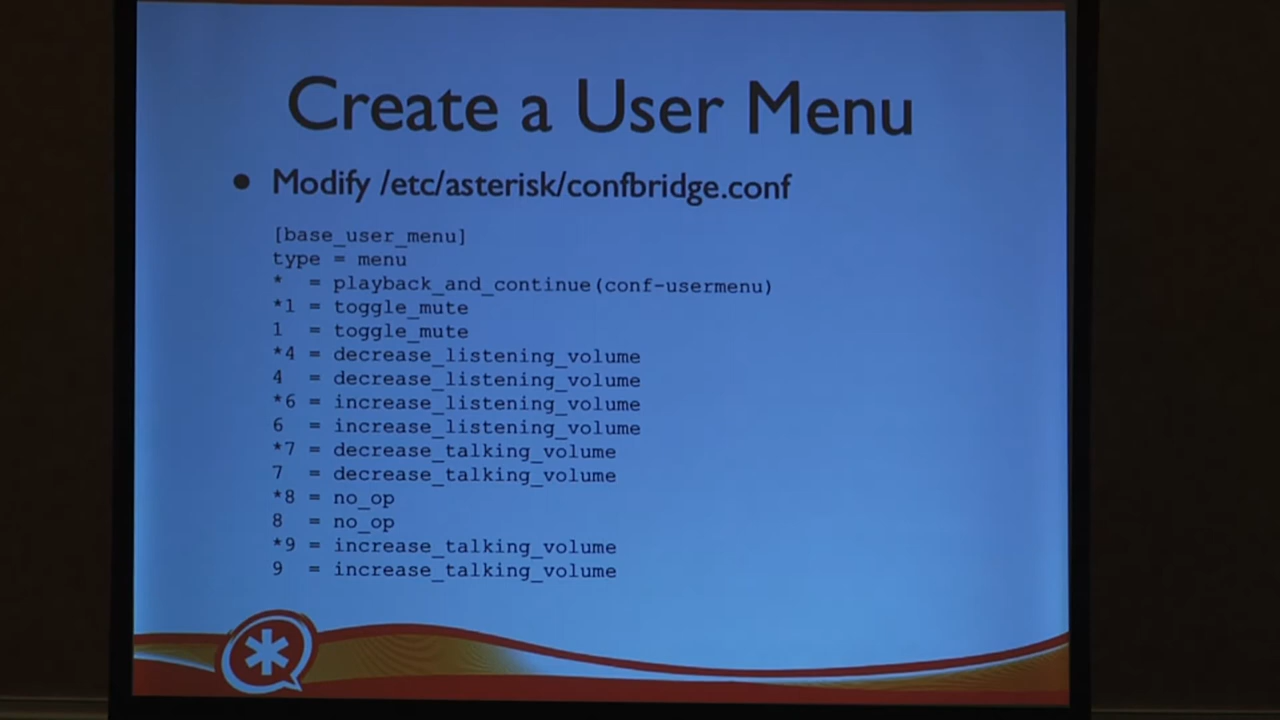 Create a User Menu
• Modify /etc/asterisk/confbridge.conf
[base_user_menu]
type = menu
*  = playback_and_continue(conf-usermenu)
*1 = toggle_mute
1  = toggle_mute
*4 = decrease_listening_volume
4  = decrease_listening_volume
*6 = increase_listening_volume
6  = increase_listening_volume
*7 = decrease_talking_volume
7  = decrease_talking_volume
*8 = no_op
8  = no_op
*9 = increase_talking_volume
9  = increase_talking_volume